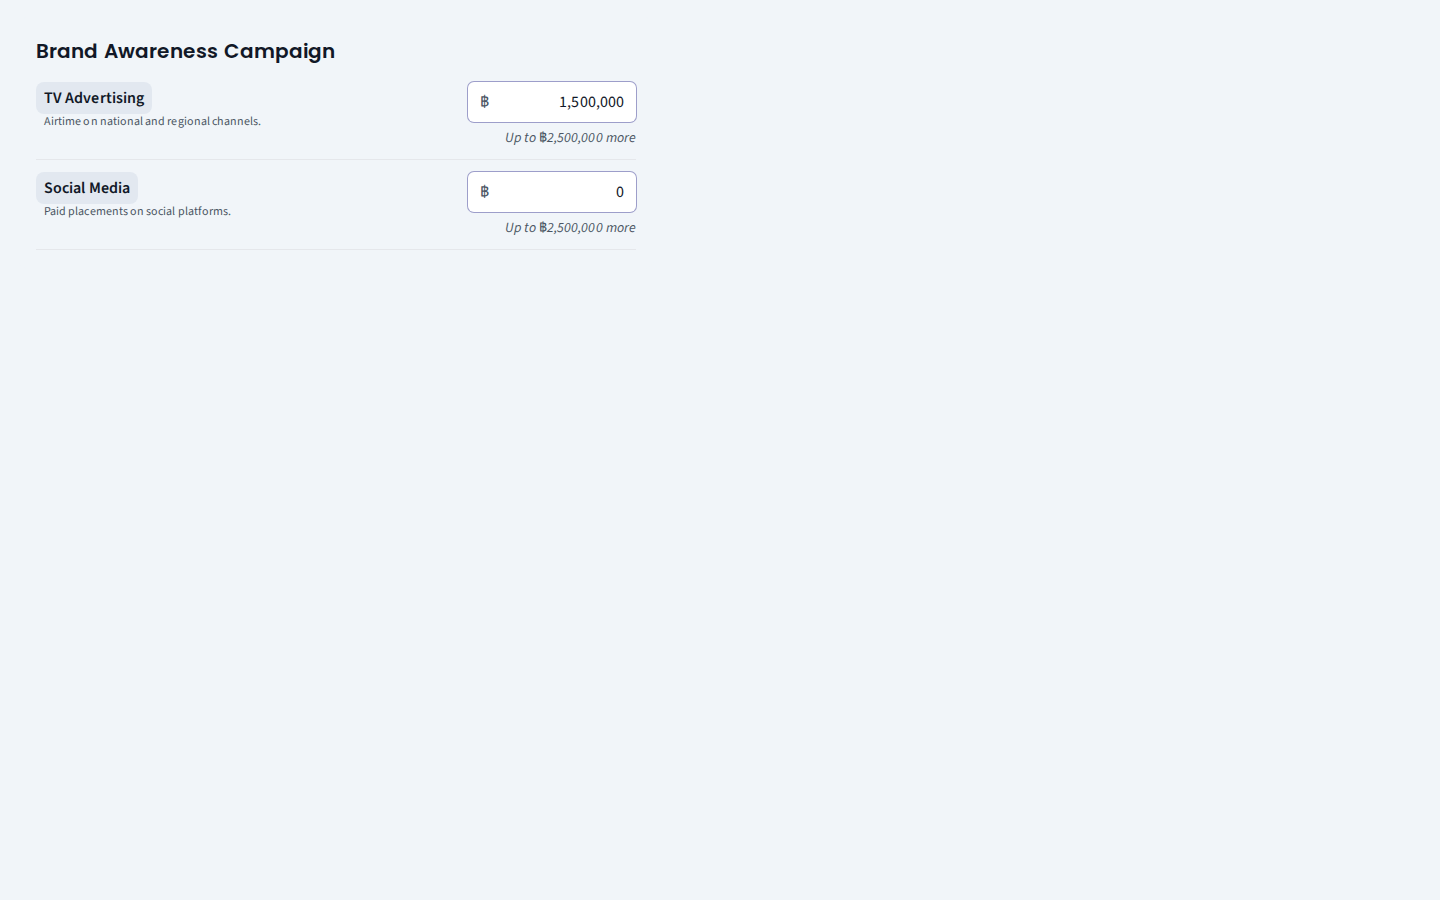 Brand Awareness Campaign
TV Advertising
Airtime on national and regional channels.
฿ 1,500,000
Up to ฿2,500,000 more
Social Media
Paid placements on social platforms.
฿ 0
Up to ฿2,500,000 more